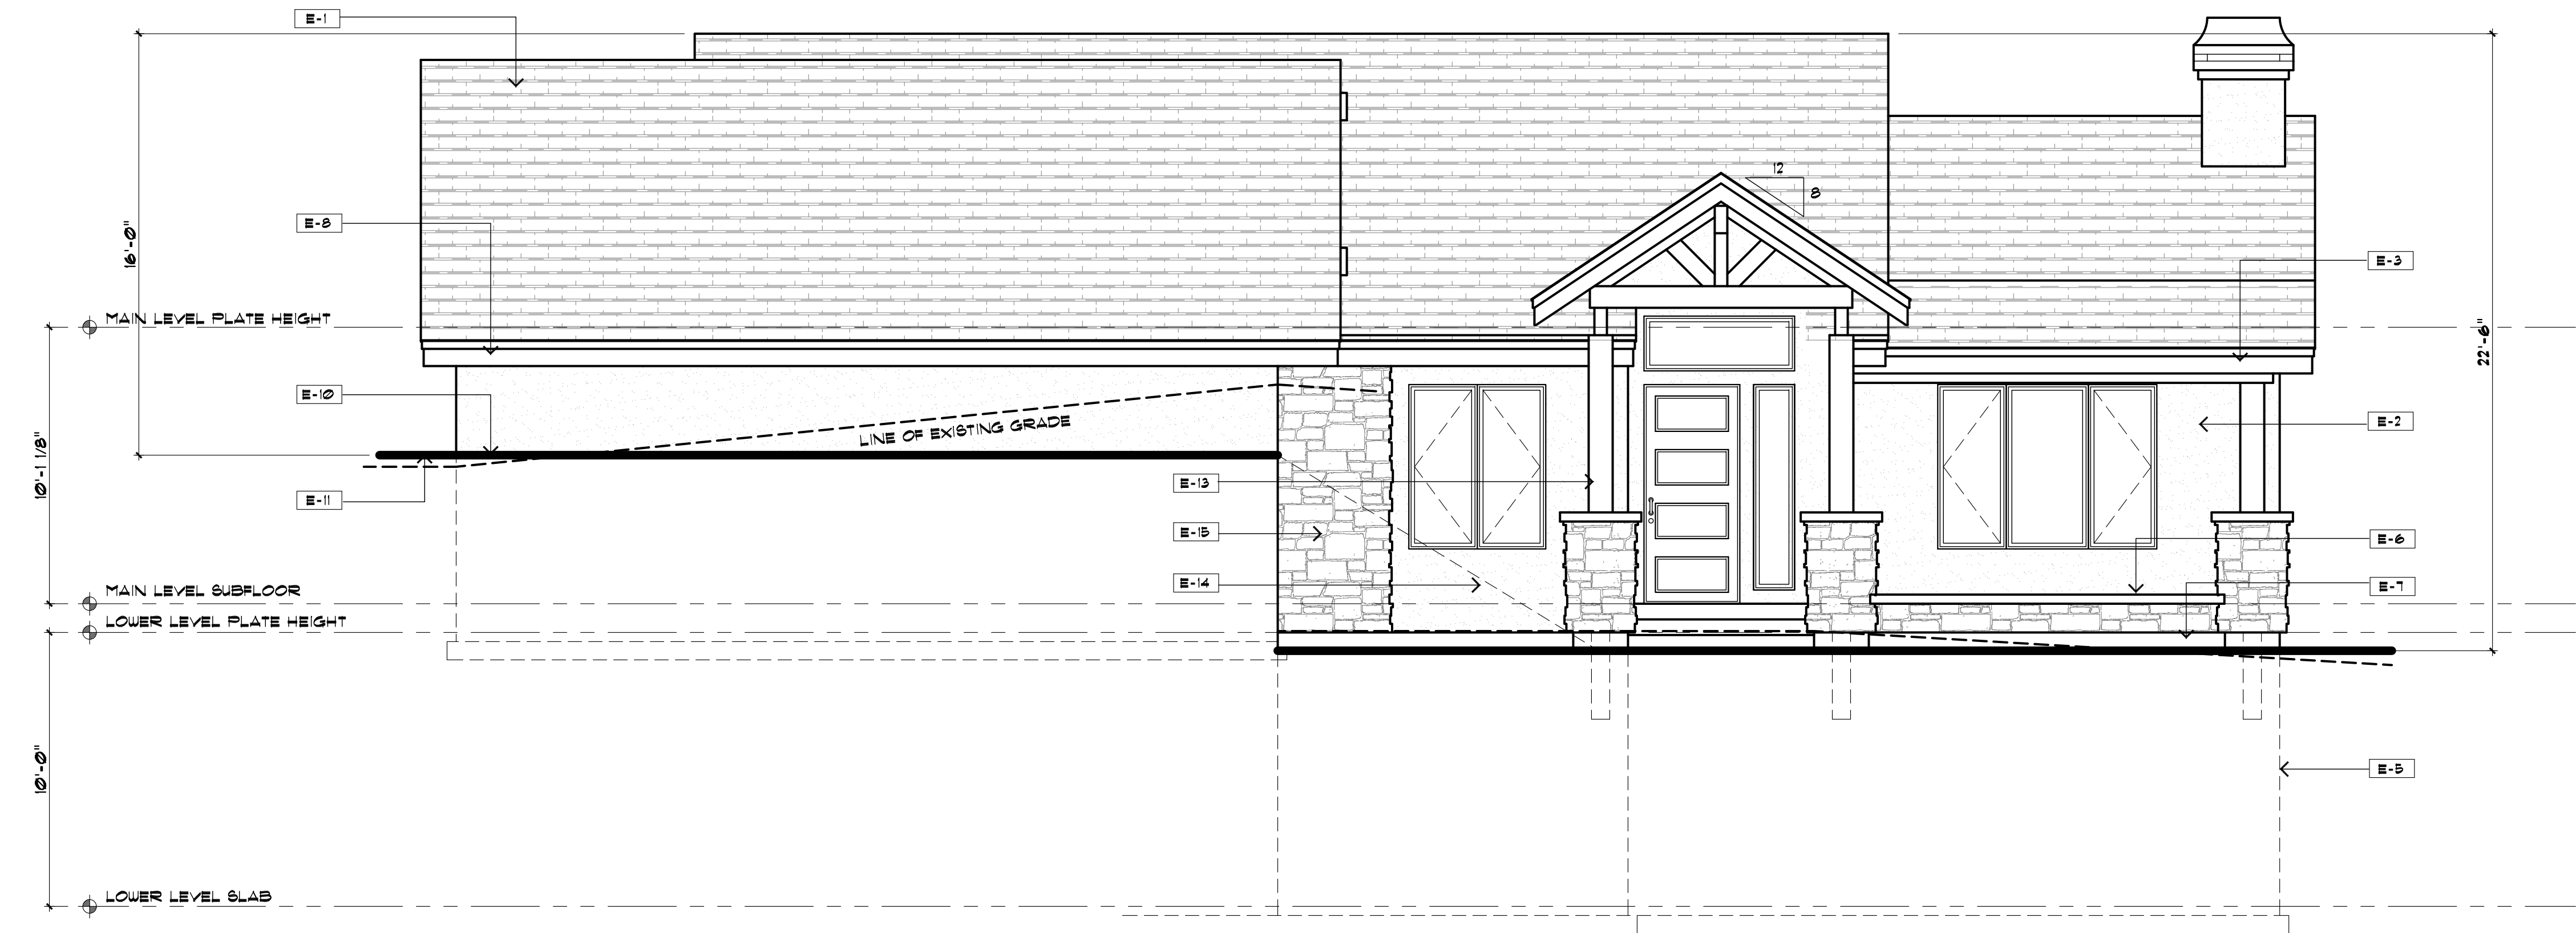 E-1
12
8
16'-0"
E-8
E-3
MAIN LEVEL PLATE HEIGHT
22'-6"
E-10
E-2
LINE OF EXISTING GRADE
10'-1 1/8"
E-11
E-13
E-15
E-6
E-14
E-7
MAIN LEVEL SUBFLOOR
LOWER LEVEL PLATE HEIGHT
10'-0"
E-5
LOWER LEVEL SLAB